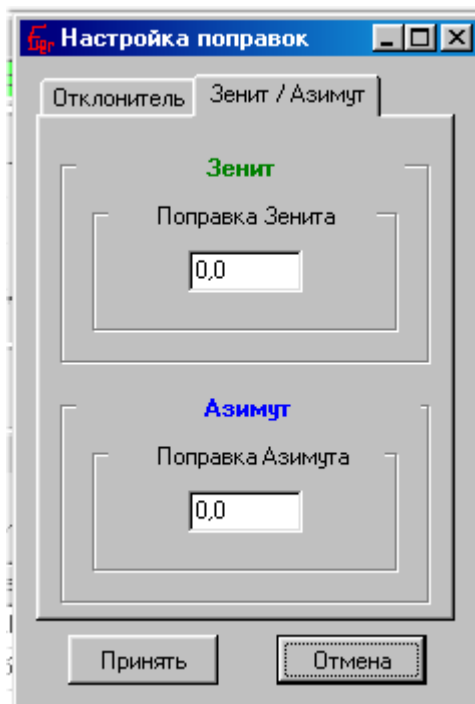 Настройка поправок
Отклонитель
Зенит / Азимут
Зенит
Поправка Зенита
0,0
Азимут
Поправка Азимута
0,0
Принять
Отмена